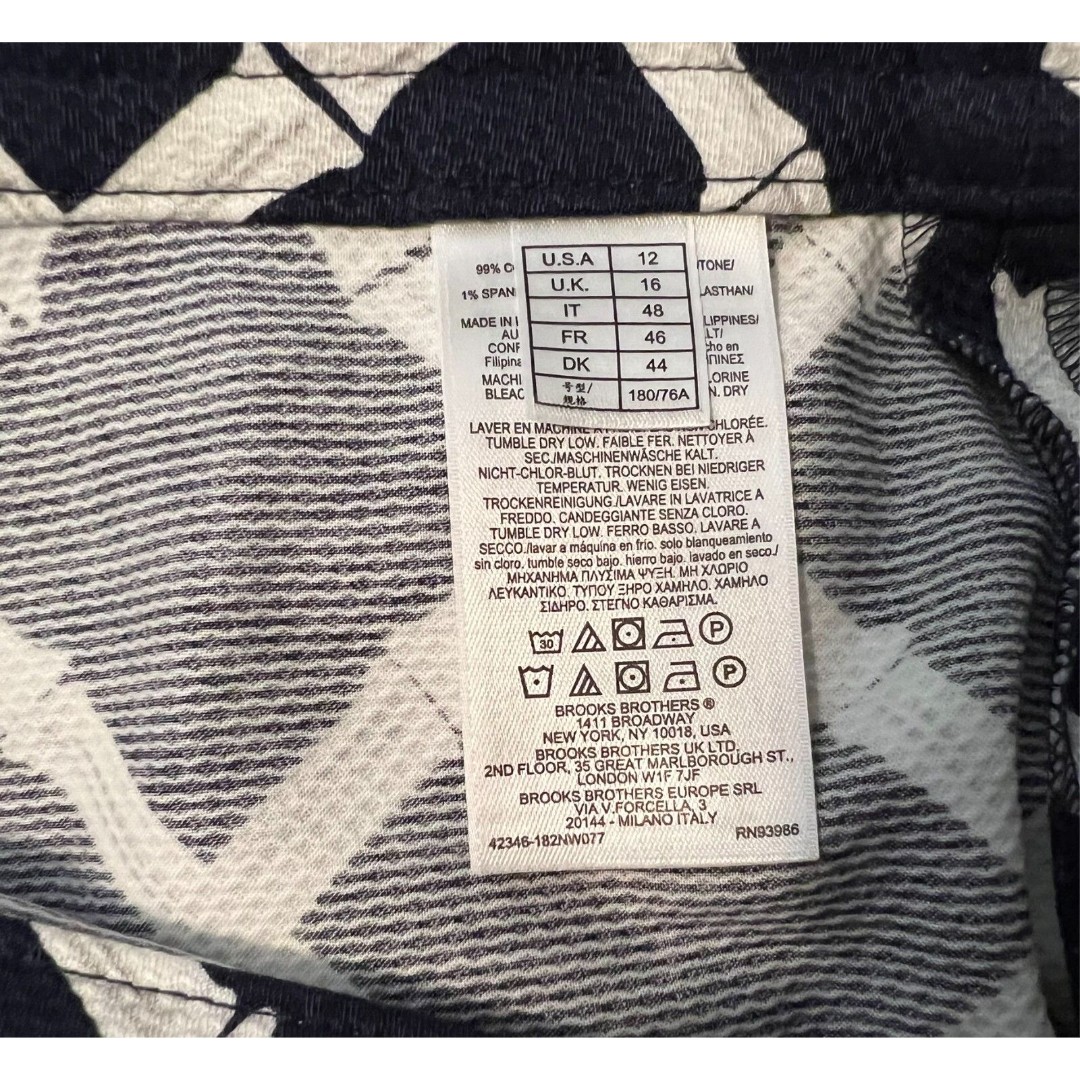 U.S.A 12
U.K. 16
IT 48
FR 46
DK 44
号型/规格 180/76A
99% C TONE/
1% SPAN LASTHAN/
MADE IN LIPPINES/
AU LT/
CONF cho en
Filipin ΠΙΝΕΣ
MACHI LORINE
BLEAC N. DRY
LAVER EN MACHINE CHLORÉE.
TUMBLE DRY LOW. FAIBLE FER. NETTOYER À
SEC./MASCHINENWÄSCHE KALT.
NICHT-CHLOR-BLUT. TROCKNEN BEI NIEDRIGER
TEMPERATUR. WENIG EISEN.
TROCKENREINIGUNG./LAVARE IN LAVATRICE A
FREDDO. CANDEGGIANTE SENZA CLORO.
TUMBLE DRY LOW. FERRO BASSO. LAVARE A
SECCO./lavar a máquina en frio. solo blanqueamiento
sin cloro. tumble seco bajo. hierro bajo. lavado en seco./
ΜΗΧΑΝΗΜΑ ΠΛΥΣΙΜΑ ΨΥΞΗ. ΜΗ ΧΛΩΡΙΟ
ΛΕΥΚΑΝΤΙΚΟ. ΤΥΠΟΥ ΞΗΡΟ ΧΑΜΗΛΟ. ΧΑΜΗΛΟ
ΣΙΔΗΡΟ. ΣΤΕΓΝΟ ΚΑΘΑΡΙΣΜΑ.
30 P
P
BROOKS BROTHERS ®
1411 BROADWAY
NEW YORK, NY 10018, USA
BROOKS BROTHERS UK LTD.
2ND FLOOR, 35 GREAT MARLBOROUGH ST.,
LONDON W1F 7JF
BROOKS BROTHERS EUROPE SRL
VIA V.FORCELLA, 3
20144 - MILANO ITALY
42346-182NW077 RN93986